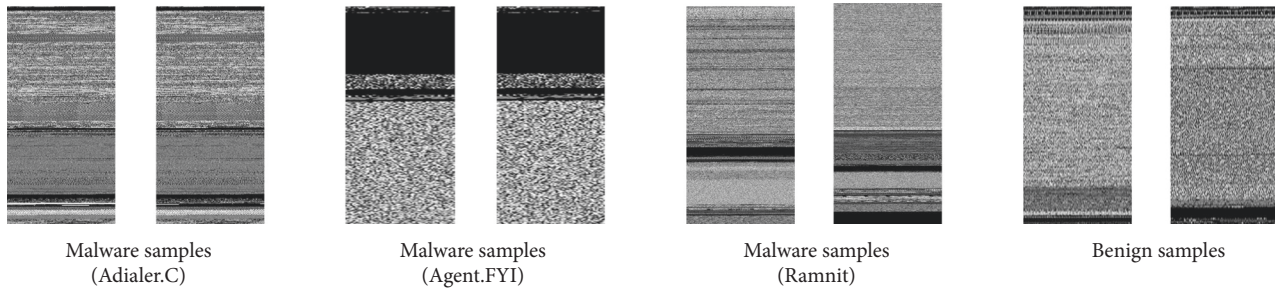 Malware samples
(Adialer.C)
Malware samples
(Agent.FYI)
Malware samples
(Ramnit)
Benign samples